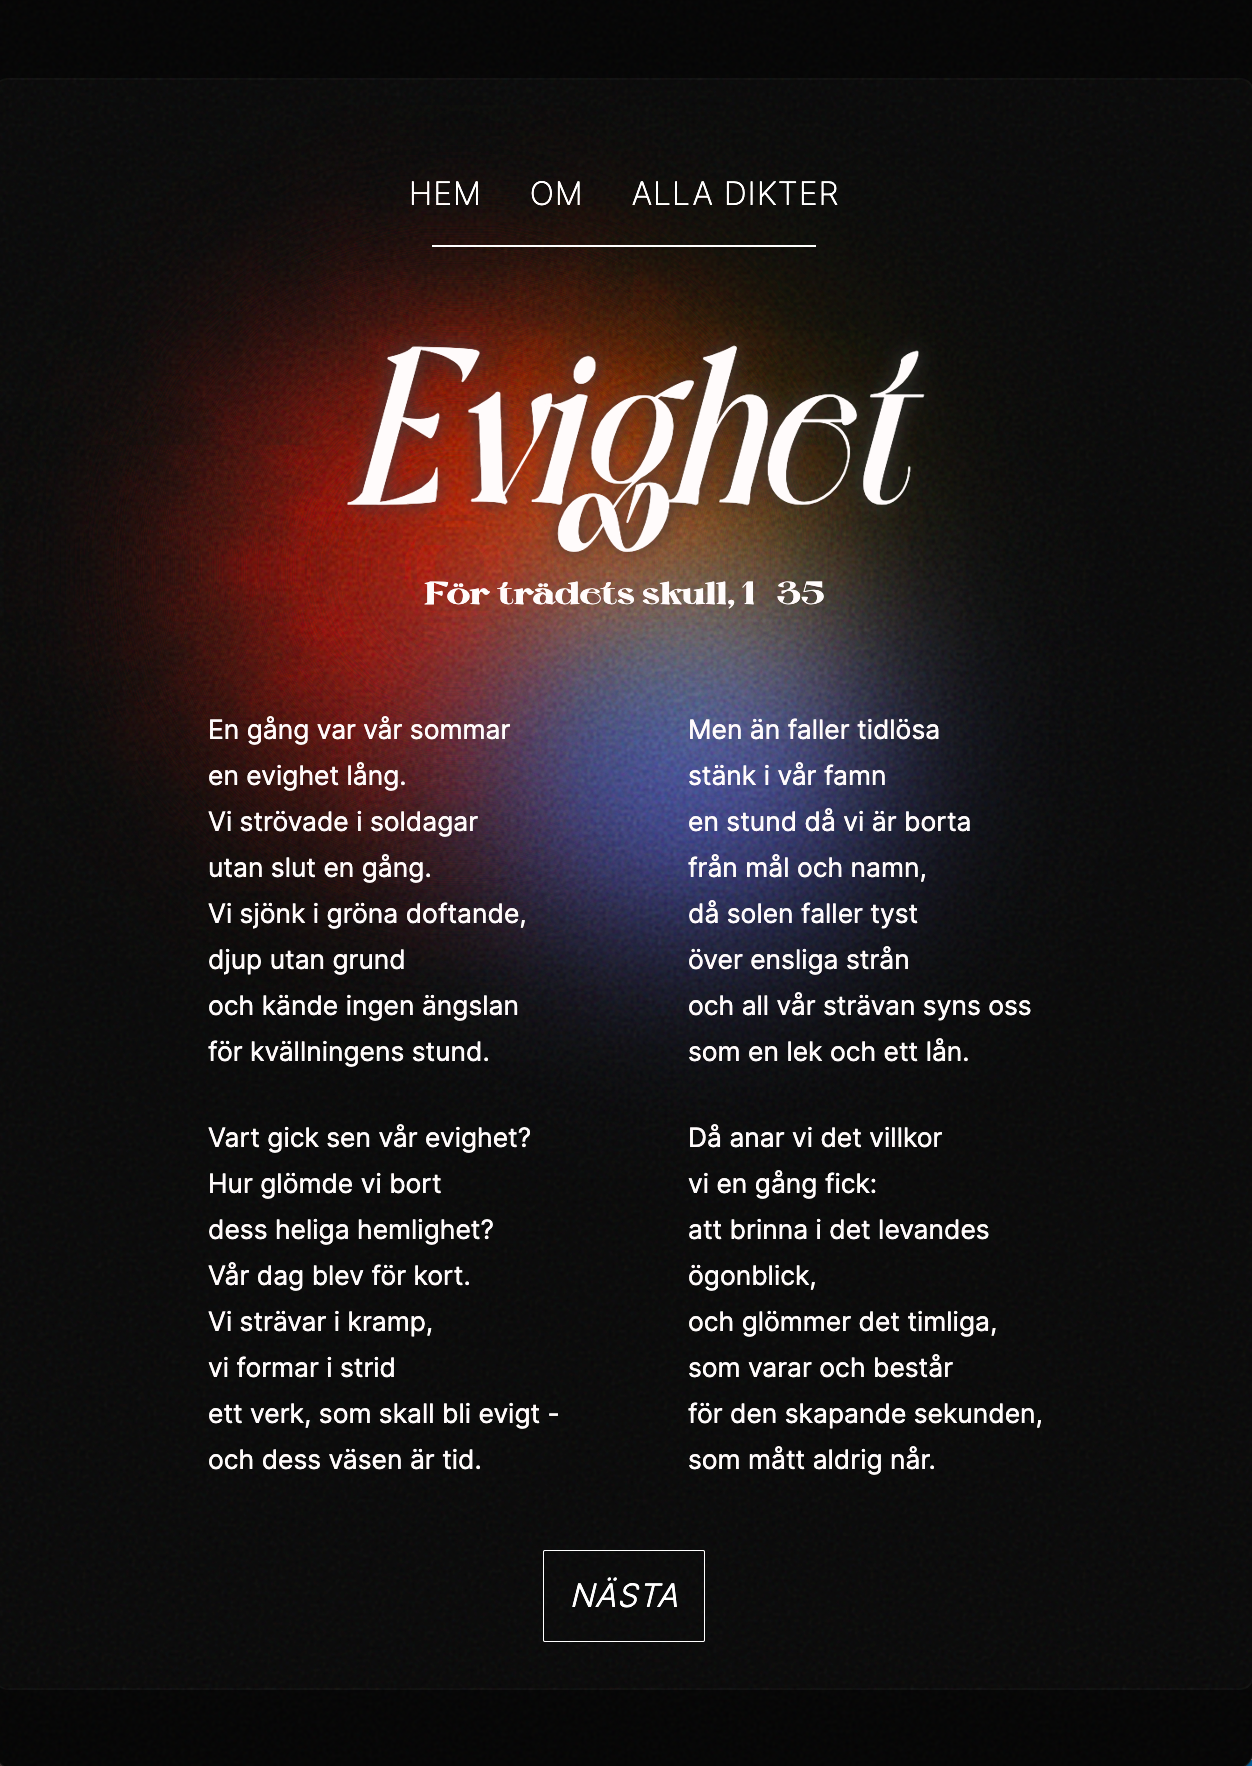 HEM OM ALLA DIKTER
Evighet
För trädets skull, 1 35
En gång var vår sommar
en evighet lång.
Vi strövade i soldagar
utan slut en gång.
Vi sjönk i gröna doftande,
djup utan grund
och kände ingen ängslan
för kvällningens stund.
Vart gick sen vår evighet?
Hur glömde vi bort
dess heliga hemlighet?
Vår dag blev för kort.
Vi strävar i kramp,
vi formar i strid
ett verk, som skall bli evigt -
och dess väsen är tid.
Men än faller tidlösa
stänk i vår famn
en stund då vi är borta
från mål och namn,
då solen faller tyst
över ensliga strån
och all vår strävan syns oss
som en lek och ett lån.
Då anar vi det villkor
vi en gång fick:
att brinna i det levandes
ögonblick,
och glömmer det timliga,
som varar och består
för den skapande sekunden,
som mått aldrig når.
NÄSTA